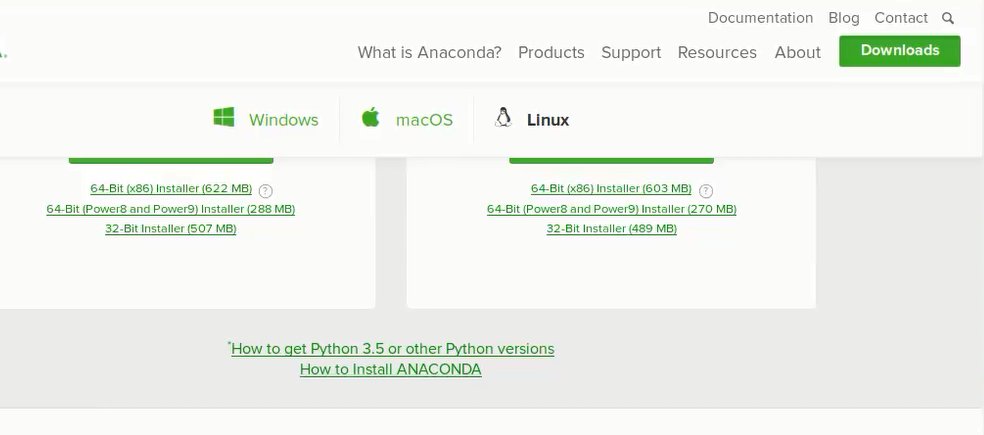 Documentation Blog Contact
What is Anaconda? Products Support Resources About Downloads
Windows macOS Linux
64-Bit (x86) Installer (622 MB) ?
64-Bit (Power8 and Power9) Installer (288 MB)
32-Bit Installer (507 MB)
64-Bit (x86) Installer (603 MB) ?
64-Bit (Power8 and Power9) Installer (270 MB)
32-Bit Installer (489 MB)
*How to get Python 3.5 or other Python versions
How to Install ANACONDA